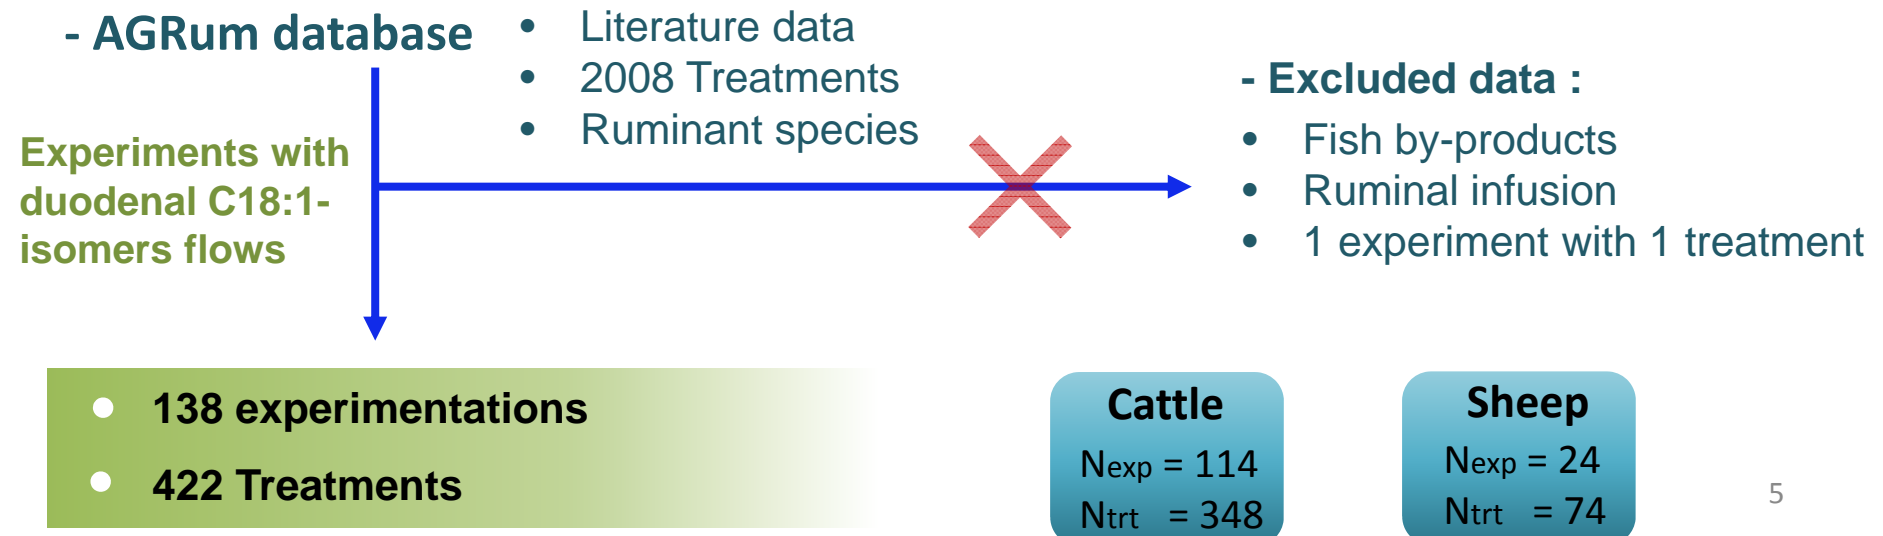 - AGRum database
• Literature data
• 2008 Treatments
• Ruminant species
Experiments with
duodenal C18:1-
isomers flows
- Excluded data :
• Fish by-products
• Ruminal infusion
• 1 experiment with 1 treatment
• 138 experimentations
• 422 Treatments
Cattle
Nexp = 114
Ntrt = 348
Sheep
Nexp = 24
Ntrt = 74
5